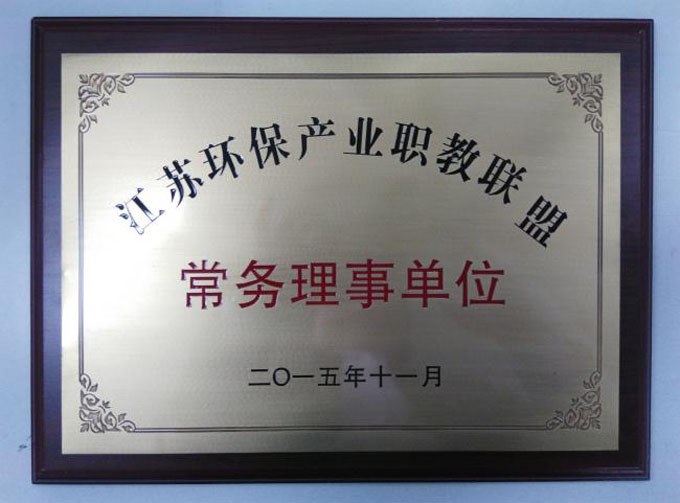 江苏环保产业职教联盟
常务理事单位
二〇一五年十一月